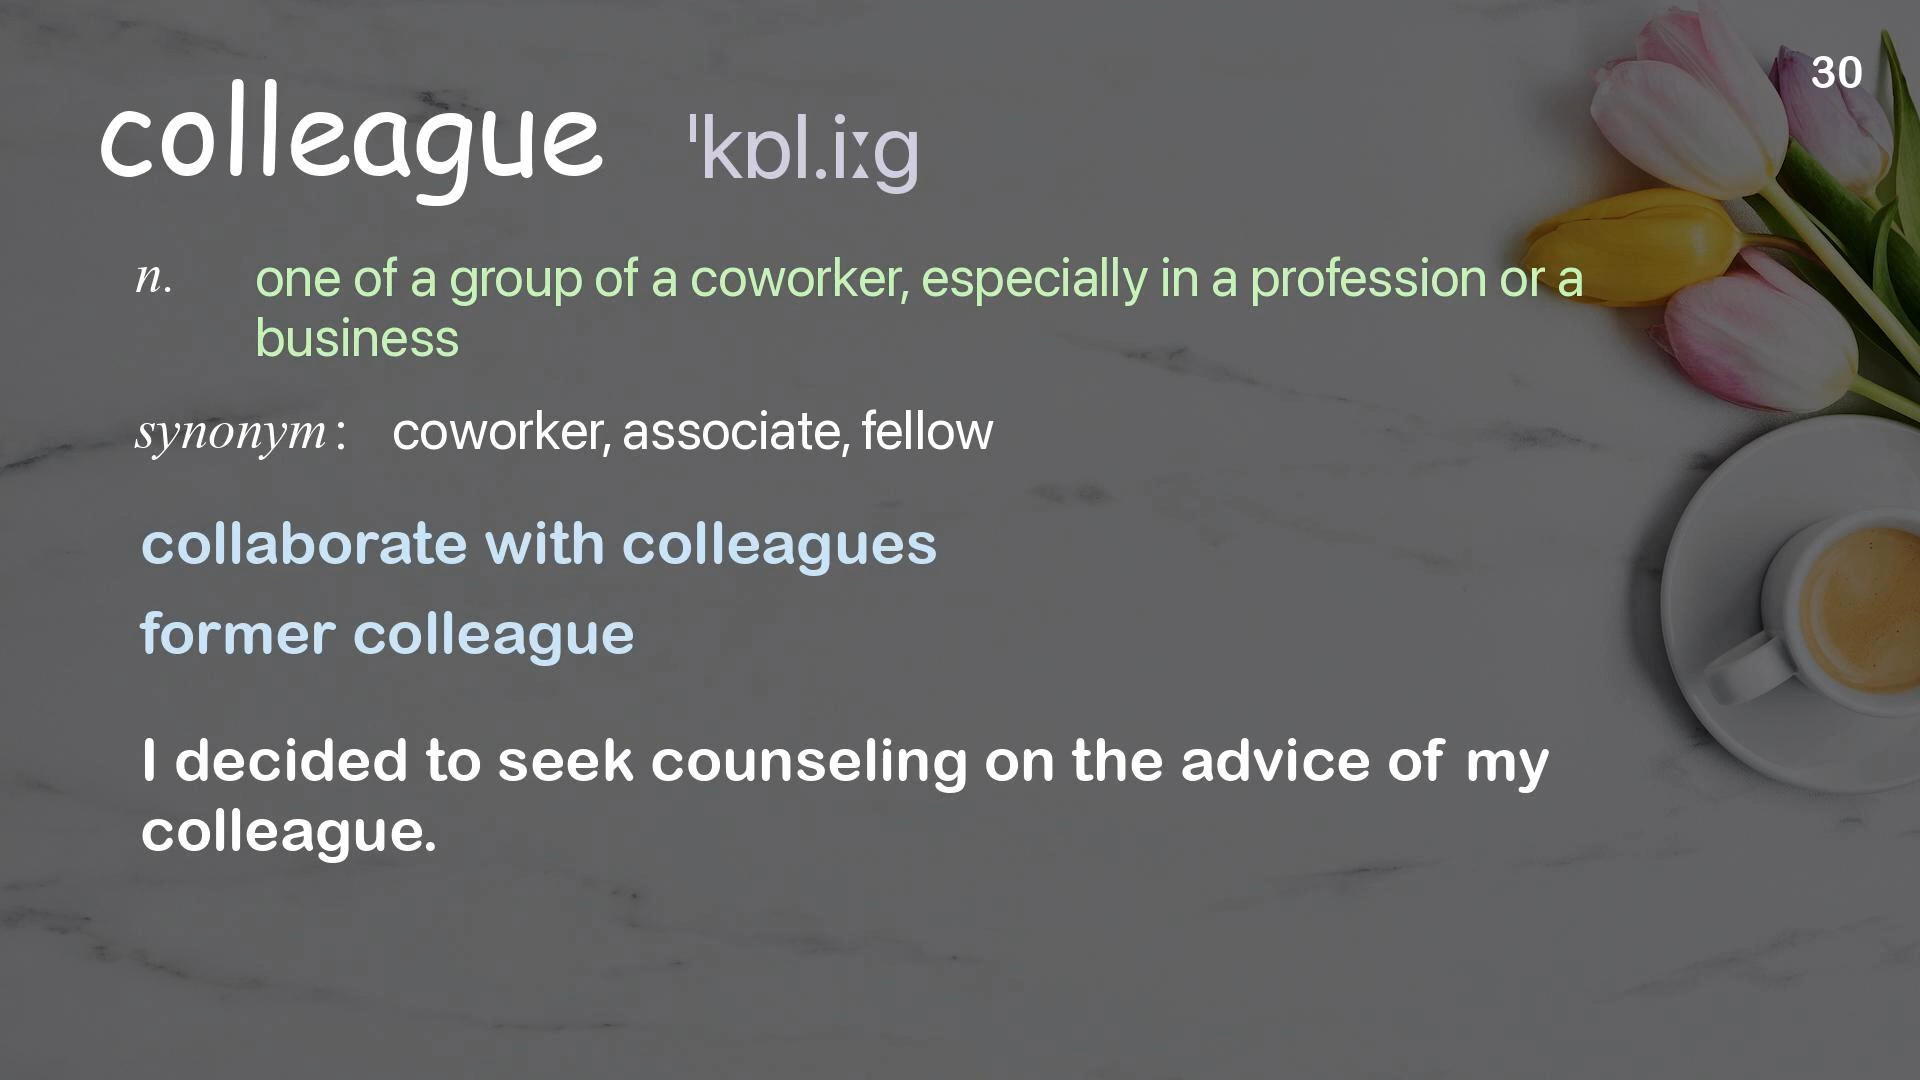 30
colleague ˈkɒl.iːg
n. one of a group of a coworker, especially in a profession or a
business
synonym: coworker, associate, fellow
collaborate with colleagues
former colleague
I decided to seek counseling on the advice of my
colleague.